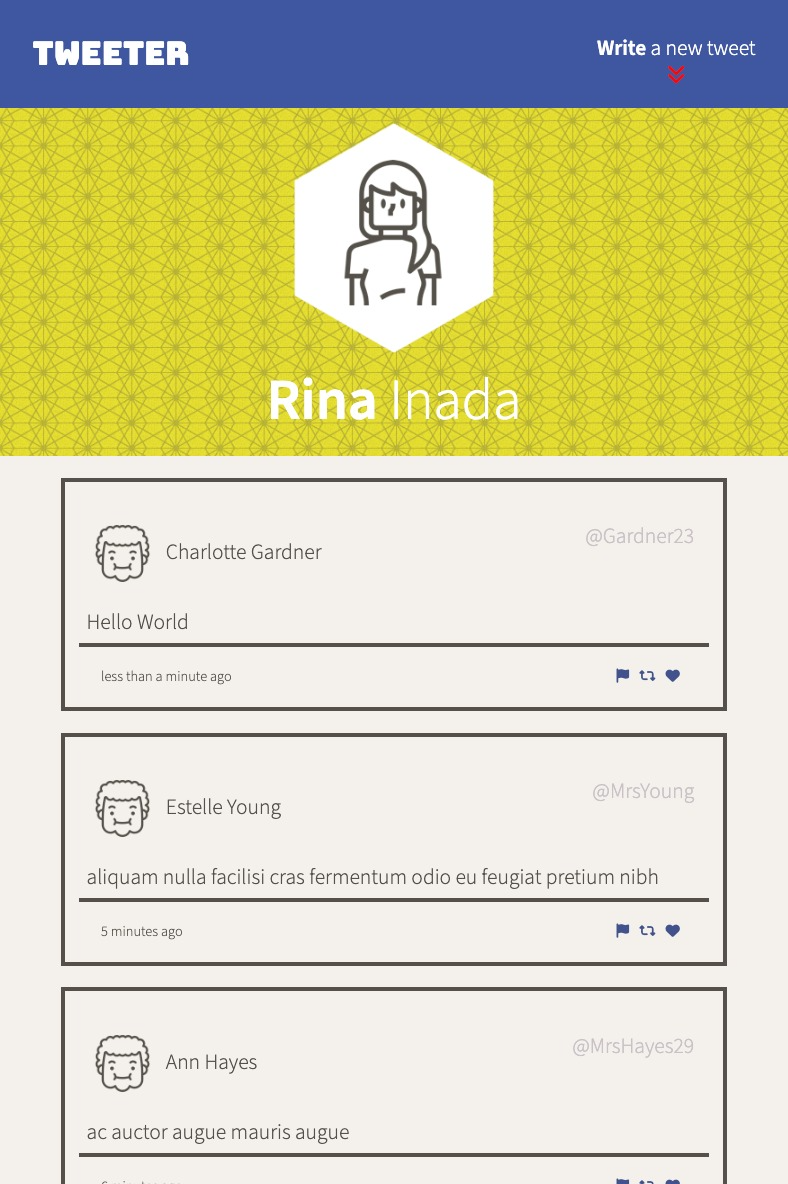 TWEETER
Write a new tweet
Rina Inada
Charlotte Gardner
@Gardner23
Hello World
less than a minute ago
Estelle Young
@MrsYoung
aliquam nulla facilisi cras fermentum odio eu feugiat pretium nibh
5 minutes ago
Ann Hayes
@MrsHayes29
ac auctor augue mauris augue